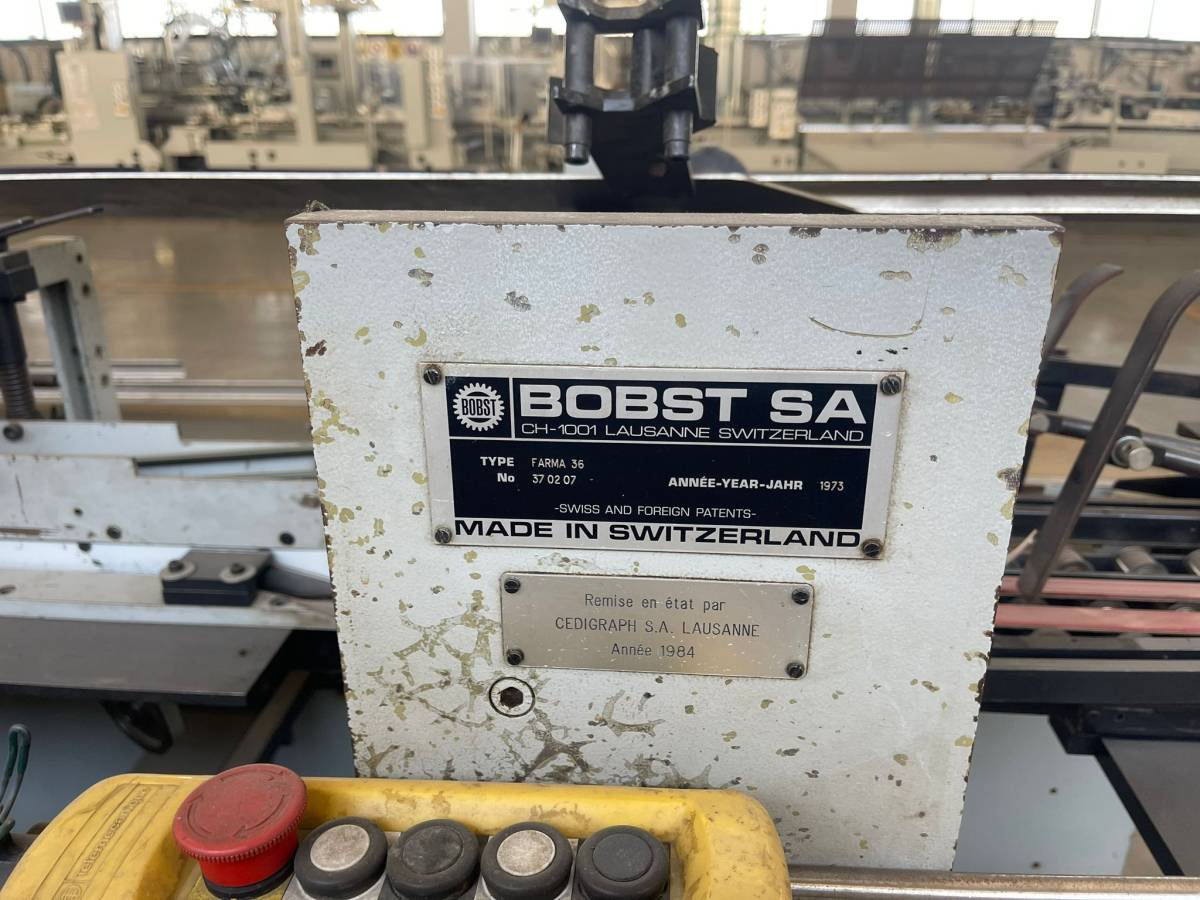 BOBST
BOBST SA
CH-1001 LAUSANNE SWITZERLAND
TYPE FARMA 36
No 37 02 07
ANNÉE-YEAR-JAHR 1973
-SWISS AND FOREIGN PATENTS-
MADE IN SWITZERLAND
Remise en état par
CEDIGRAPH S.A. LAUSANNE
Année 1984